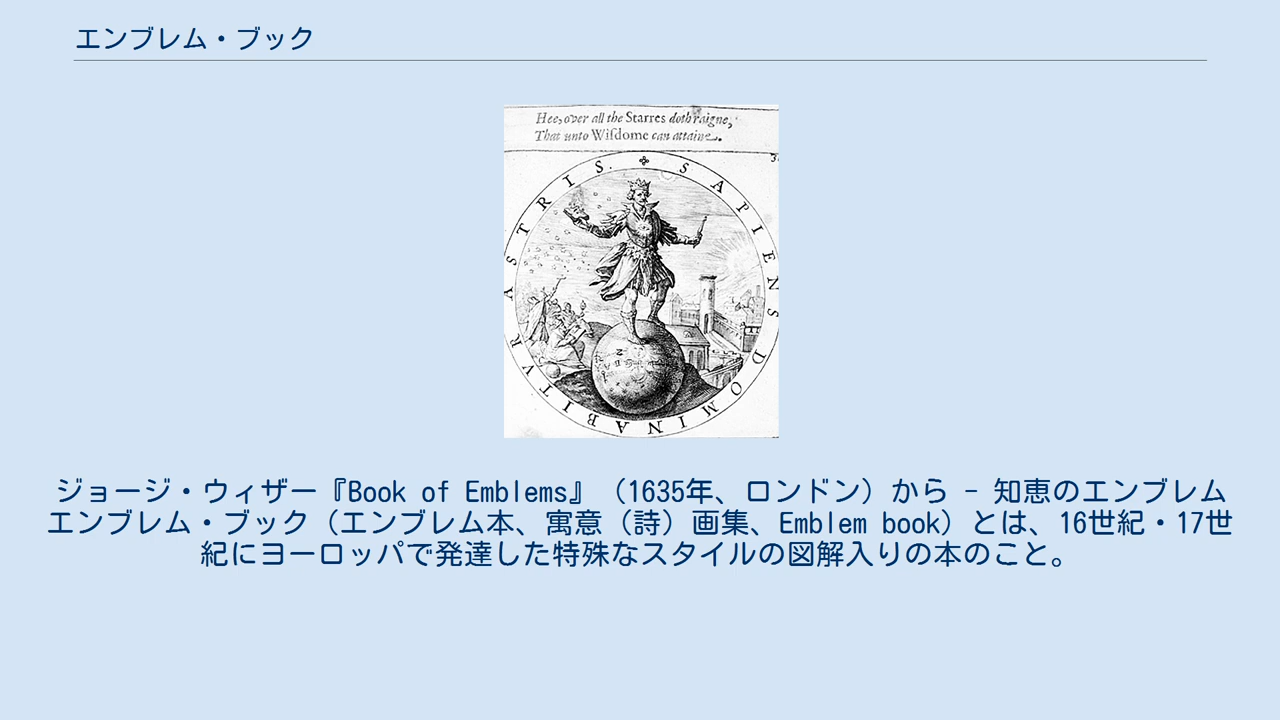 エンブレム・ブック
Hee, over all the Starres doth raigne,
That unto Wiſdome can attaine.
✤ SAPIENS DOMINABITVR ASTRIS.
ジョージ・ウィザー『Book of Emblems』（1635年、ロンドン）から - 知恵のエンブレム
エンブレム・ブック（エンブレム本、寓意（詩）画集、Emblem book）とは、16世紀・17世
紀にヨーロッパで発達した特殊なスタイルの図解入りの本のこと。